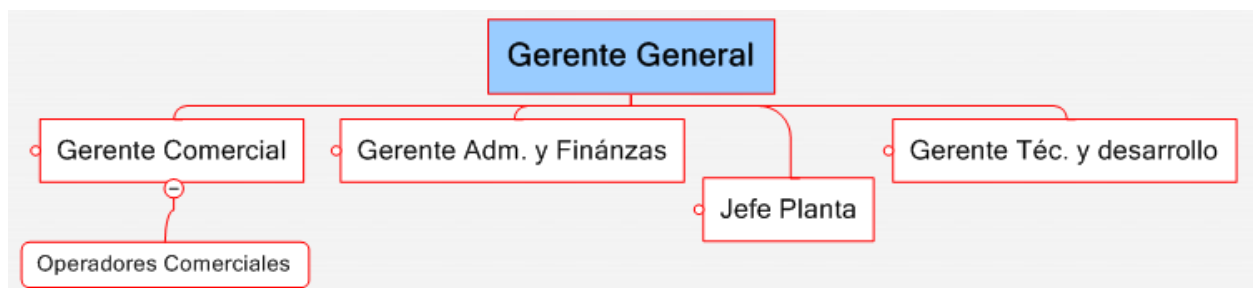 Gerente General
Gerente Comercial
Gerente Adm. y Finánzas
Gerente Téc. y desarrollo
Jefe Planta
Operadores Comerciales